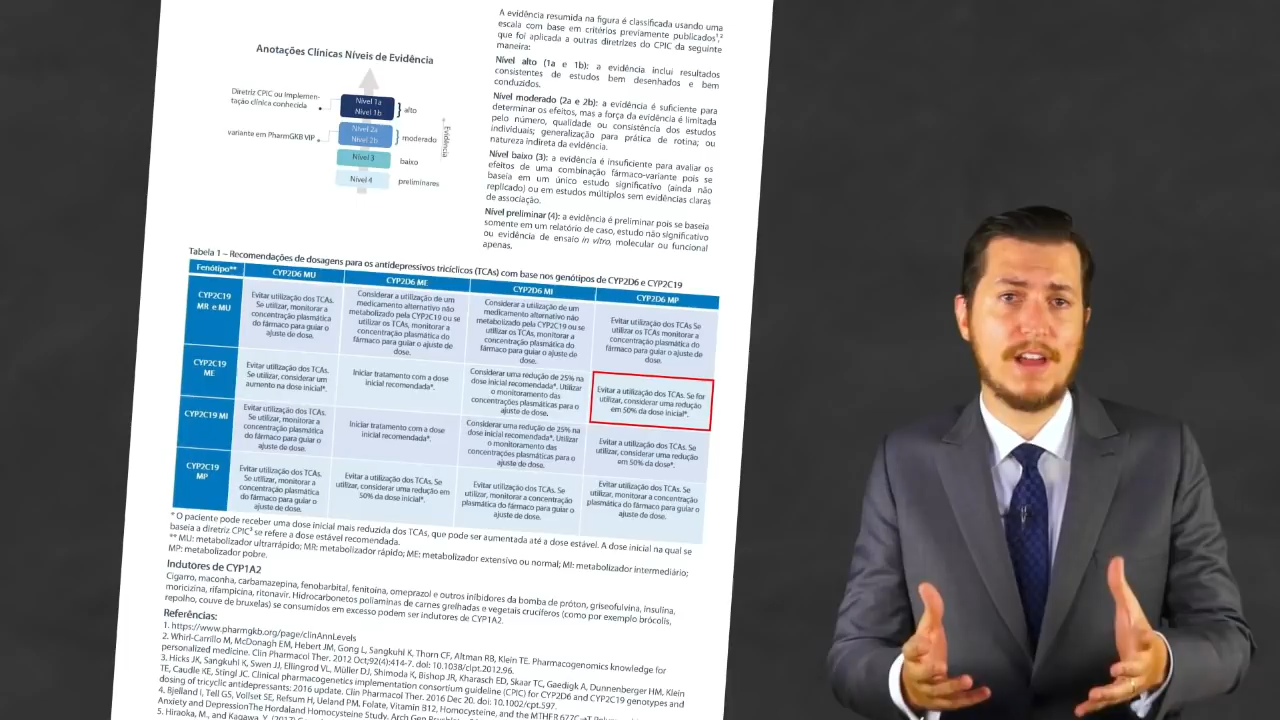 A evidência resumida na figura é classificada usando uma
escala com base em critérios previamente publicados¹,²
que foi aplicada a outras diretrizes do CPIC da seguinte
maneira:
Anotações Clínicas Níveis de Evidência
Diretriz CPIC ou Implemen-
tação clínica conhecida
variante em PharmGKB VIP
Nível 1a
Nível 1b
Nível 2a
Nível 2b
Nível 3
Nível 4
alto
moderado
baixo
preliminares
Evidência
Nível alto (1a e 1b): a evidência inclui resultados
consistentes de estudos bem desenhados e bem
conduzidos.
Nível moderado (2a e 2b): a evidência é suficiente para
determinar os efeitos, mas a força da evidência é limitada
pelo número, qualidade ou consistência dos estudos
individuais; generalização para prática de rotina; ou
natureza indireta da evidência.
Nível baixo (3): a evidência é insuficiente para avaliar os
efeitos de uma combinação fármaco-variante pois se
baseia em um único estudo significativo (ainda não
replicado) ou em estudos múltiplos sem evidências claras
de associação.
Nível preliminar (4): a evidência é preliminar pois se baseia
somente em um relatório de caso, estudo não significativo
ou evidência de ensaio in vitro, molecular ou funcional
apenas.
Tabela 1 – Recomendações de dosagens para os antidepressivos tricíclicos (TCAs) com base nos genótipos de CYP2D6 e CYP2C19
Fenótipo** CYP2D6 MU CYP2D6 ME CYP2D6 MI CYP2D6 MP
CYP2C19
MR e MU
Evitar utilização dos TCAs.
Se utilizar, monitorar a
concentração plasmática
do fármaco para guiar o
ajuste de dose.
Considerar a utilização de um
medicamento alternativo não
metabolizado pela CYP2C19 ou se
utilizar os TCAs, monitorar a
concentração plasmática do
fármaco para guiar o ajuste de
dose.
Considerar a utilização de um
medicamento alternativo não
metabolizado pela CYP2C19 ou se
utilizar os TCAs, monitorar a
concentração plasmática do
fármaco para guiar o ajuste de
dose.
Evitar utilização dos TCAs Se
utilizar os TCAs monitorar a
concentração plasmática do
fármaco para guiar o ajuste de
dose.
CYP2C19
ME
Evitar utilização dos TCAs.
Se utilizar, considerar um
aumento na dose inicial*.
Iniciar tratamento com a dose
inicial recomendada*.
Considerar uma redução de 25% na
dose inicial recomendada*. Utilizar
o monitoramento das
concentrações plasmáticas para o
ajuste de dose.
Evitar a utilização dos TCAs. Se for
utilizar, considerar uma redução
em 50% da dose inicial*.
CYP2C19 MI
Evitar utilização dos TCAs.
Se utilizar, monitorar a
concentração plasmática
do fármaco para guiar o
ajuste de dose.
Iniciar tratamento com a dose
inicial recomendada*.
Considerar uma redução de 25% na
dose inicial recomendada*. Utilizar
o monitoramento das
concentrações plasmáticas para o
ajuste de dose.
Evitar a utilização dos TCAs. Se
utilizar, considerar uma redução
em 50% da dose*.
CYP2C19
MP
Evitar utilização dos TCAs.
Se utilizar, monitorar a
concentração plasmática
do fármaco para guiar o
ajuste de dose.
Evitar a utilização dos TCAs. Se
utilizar, considere uma redução em
50% da dose inicial*.
Evitar utilização dos TCAs. Se
utilizar, monitorar a concentração
plasmática do fármaco para guiar o
ajuste de dose.
Evitar utilização dos TCAs. Se
utilizar, monitorar a concentração
plasmática do fármaco para guiar o
ajuste de dose.
* O paciente pode receber uma dose inicial mais reduzida dos TCAs, que pode ser aumentada até a dose estável. A dose inicial na qual se
baseia a diretriz CPIC³ se refere a dose estável recomendada.
** MU: metabolizador ultrarrápido; MR: metabolizador rápido; ME: metabolizador extensivo ou normal; MI: metabolizador intermediário;
MP: metabolizador pobre.
Indutores de CYP1A2
Cigarro, maconha, carbamazepina, fenobarbital, fenitoína, omeprazol e outros inibidores da bomba de próton, griseofulvina, insulina,
moricizina, rifampicina, ritonavir. Hidrocarbonetos poliaminas de carnes grelhadas e vegetais crucíferos (como por exemplo brócolis,
repolho, couve de bruxelas) se consumidos em excesso podem ser indutores de CYP1A2.
Referências:
1. https://www.pharmgkb.org/page/clinAnnLevels
2. Whirl-Carrillo M, McDonagh EM, Hebert JM, Gong L, Sangkuhl K, Thorn CF, Altman RB, Klein TE. Pharmacogenomics knowledge for
personalized medicine. Clin Pharmacol Ther. 2012 Oct;92(4):414-7. doi: 10.1038/clpt.2012.96.
3. Hicks JK, Sangkuhl K, Swen JJ, Ellingrod VL, Müller DJ, Shimoda K, Bishop JR, Kharasch ED, Skaar TC, Gaedigk A, Dunnenberger HM, Klein
TE, Caudle KE, Stingl JC. Clinical pharmacogenetics implementation consortium guideline (CPIC) for CYP2D6 and CYP2C19 genotypes and
dosing of tricyclic antidepressants: 2016 update. Clin Pharmacol Ther. 2016 Dec 20. doi: 10.1002/cpt.597.
4. Bjelland I, Tell GS, Vollset SE, Refsum H, Ueland PM. Folate, Vitamin B12, Homocysteine, and the MTHFR 677C→T
Anxiety and DepressionThe Hordaland Homocysteine Study. Arch Gen
5. Hiraoka, M., and Kagawa, Y. (2017)